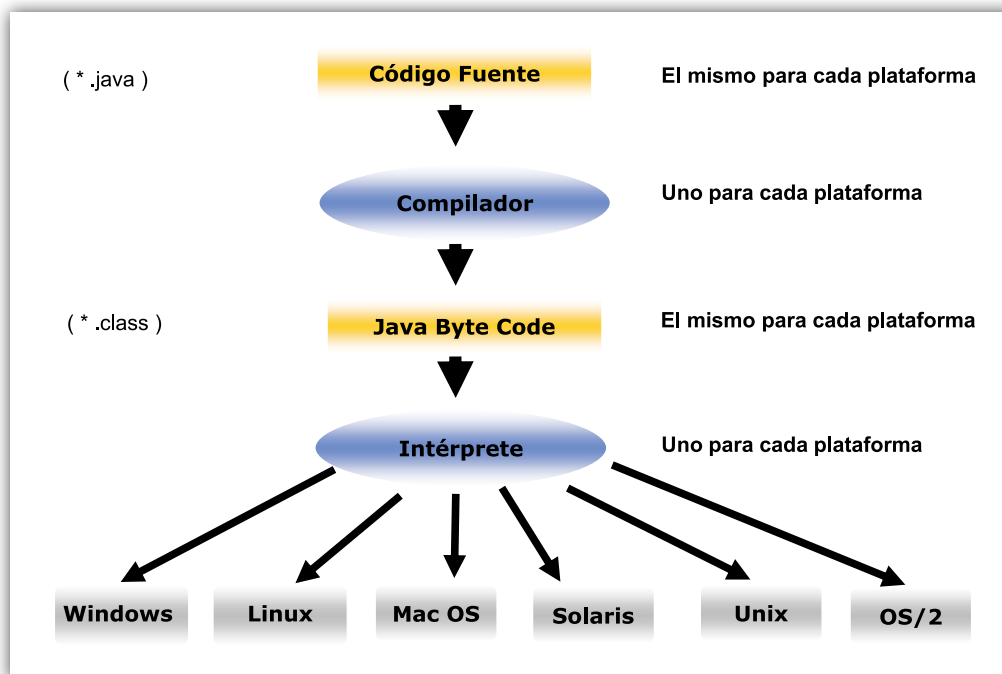 ( * .java )
Código Fuente
El mismo para cada plataforma
Compilador
Uno para cada plataforma
( * .class )
Java Byte Code
El mismo para cada plataforma
Intérprete
Uno para cada plataforma
Windows
Linux
Mac OS
Solaris
Unix
OS/2